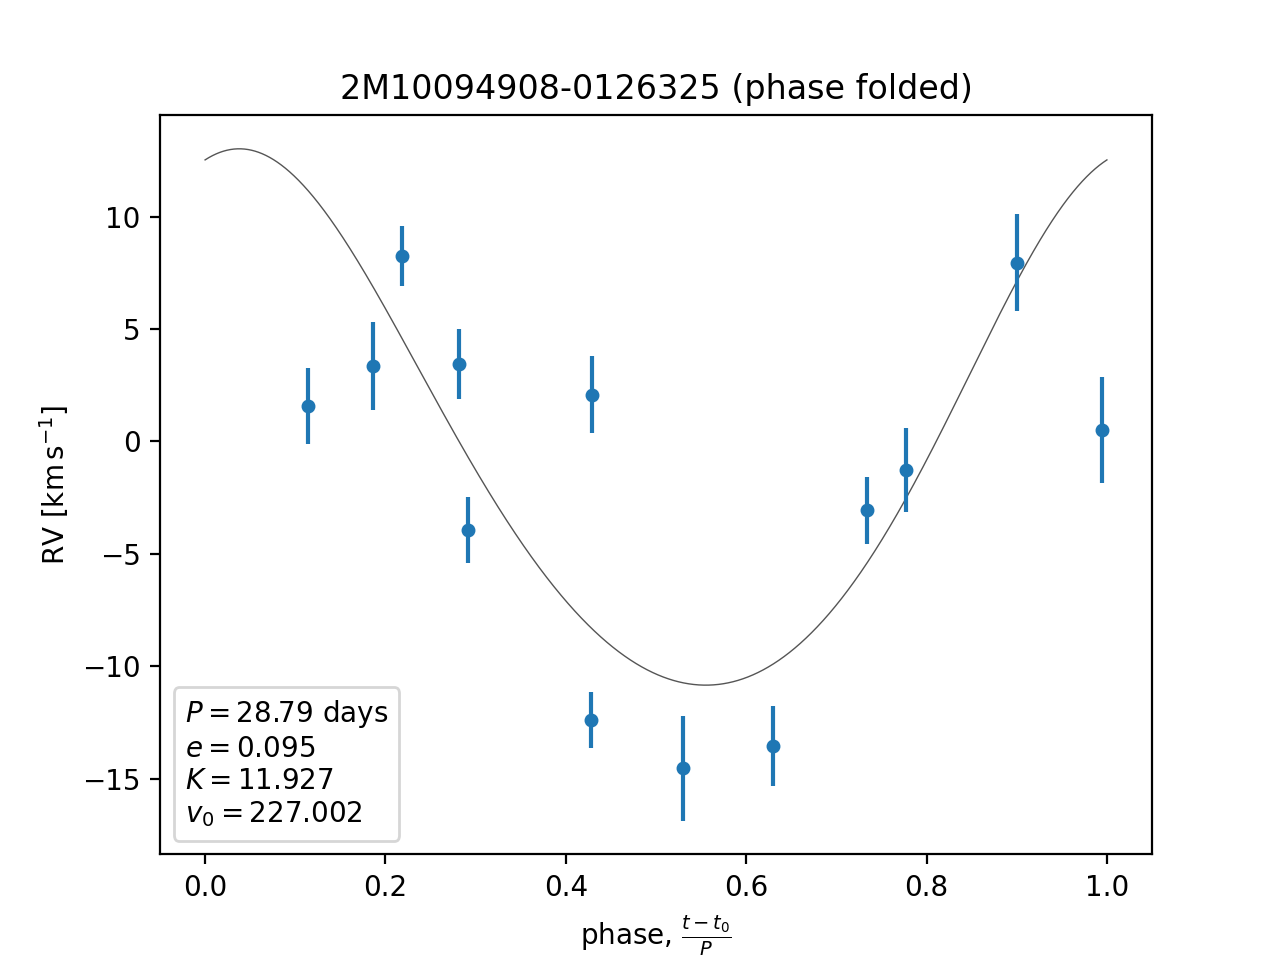 2M10094908-0126325 (phase folded)
10
5
0
−5
−10
−15
RV [km s⁻¹]
P = 28.79 days
e = 0.095
K = 11.927
v₀ = 227.002
0.0 0.2 0.4 0.6 0.8 1.0
phase, (t − t₀)/P